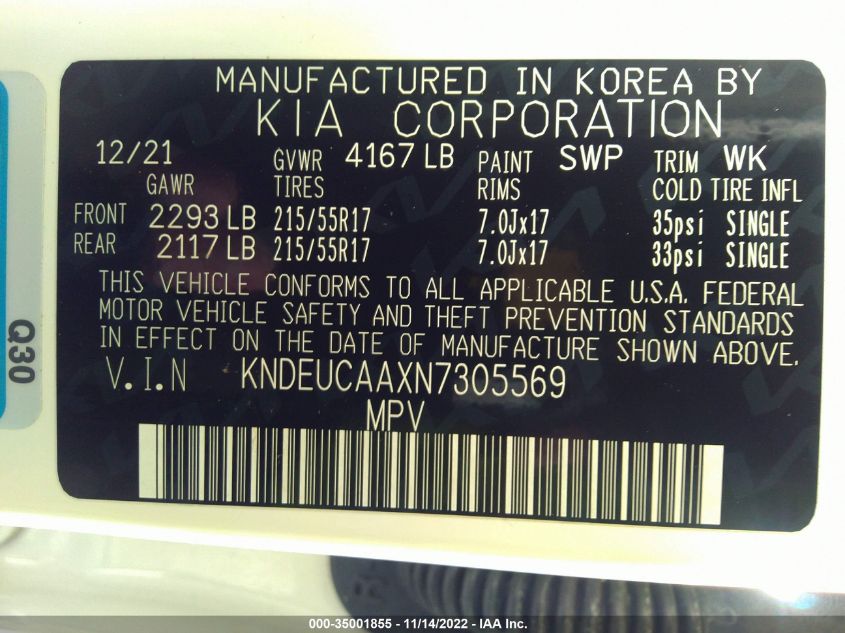 MANUFACTURED IN KOREA BY
KIA CORPORATION
12/21 GVWR 4167 LB PAINT SWP TRIM WK
GAWR TIRES RIMS COLD TIRE INFL
FRONT 2293 LB 215/55R17 7.0Jx17 35psi SINGLE
REAR 2117 LB 215/55R17 7.0Jx17 33psi SINGLE
THIS VEHICLE CONFORMS TO ALL APPLICABLE U.S.A. FEDERAL
MOTOR VEHICLE SAFETY AND THEFT PREVENTION STANDARDS
IN EFFECT ON THE DATE OF MANUFACTURE SHOWN ABOVE.
V.I.N KNDEUCAAXN7305569
MPV
Q30
000-35001855 - 11/14/2022 - IAA Inc.